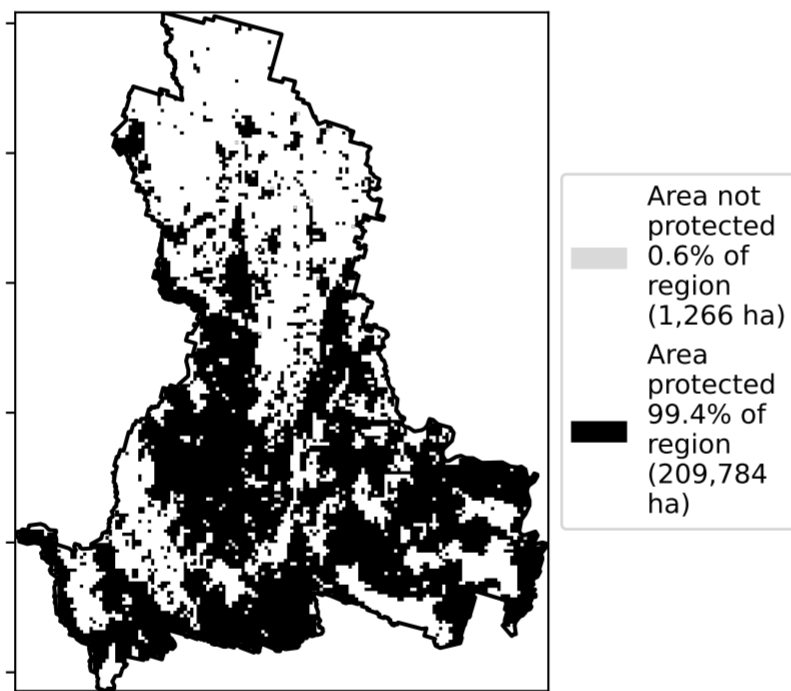 Area not
protected
0.6% of
region
(1,266 ha)
Area
protected
99.4% of
region
(209,784
ha)